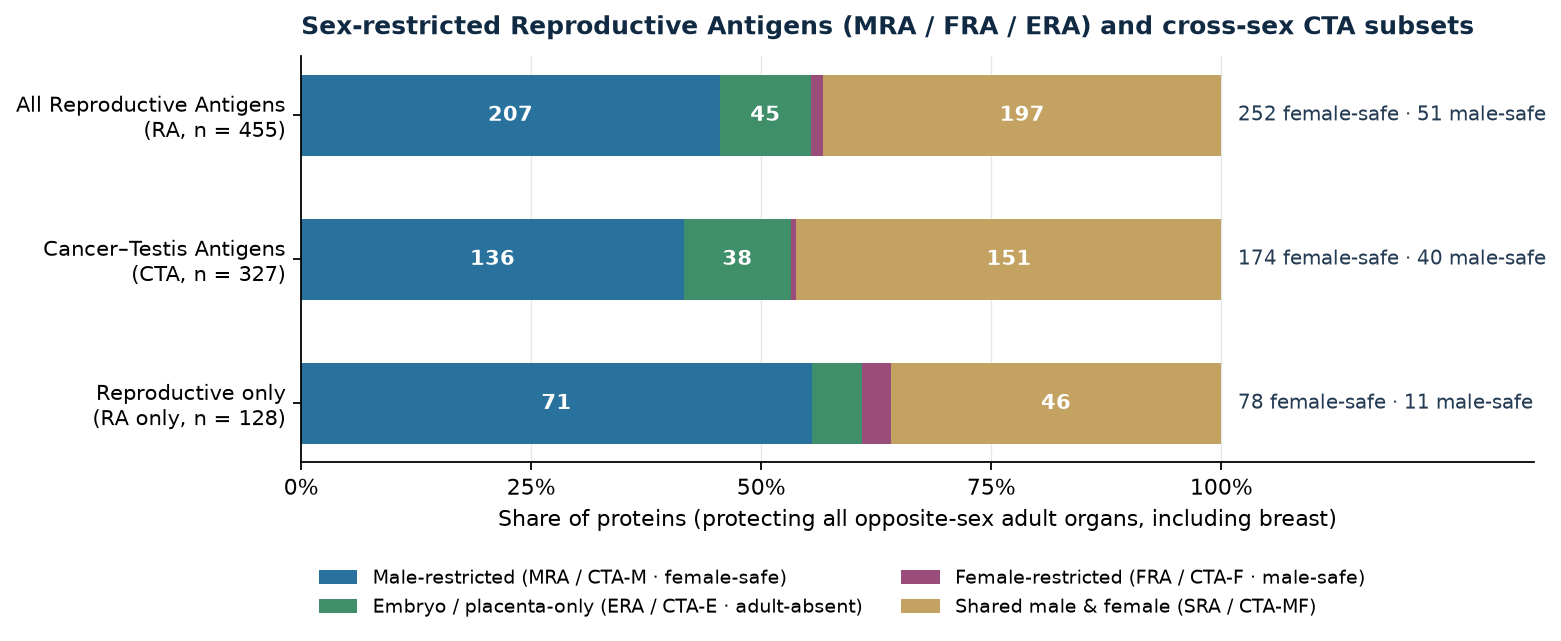 Sex-restricted Reproductive Antigens (MRA / FRA / ERA) and cross-sex CTA subsets
All Reproductive Antigens
(RA, n = 455)
207
45
197
252 female-safe · 51 male-safe
Cancer–Testis Antigens
(CTA, n = 327)
136
38
151
174 female-safe · 40 male-safe
Reproductive only
(RA only, n = 128)
71
46
78 female-safe · 11 male-safe
0%
25%
50%
75%
100%
Share of proteins (protecting all opposite-sex adult organs, including breast)
Male-restricted (MRA / CTA-M · female-safe)
Embryo / placenta-only (ERA / CTA-E · adult-absent)
Female-restricted (FRA / CTA-F · male-safe)
Shared male & female (SRA / CTA-MF)